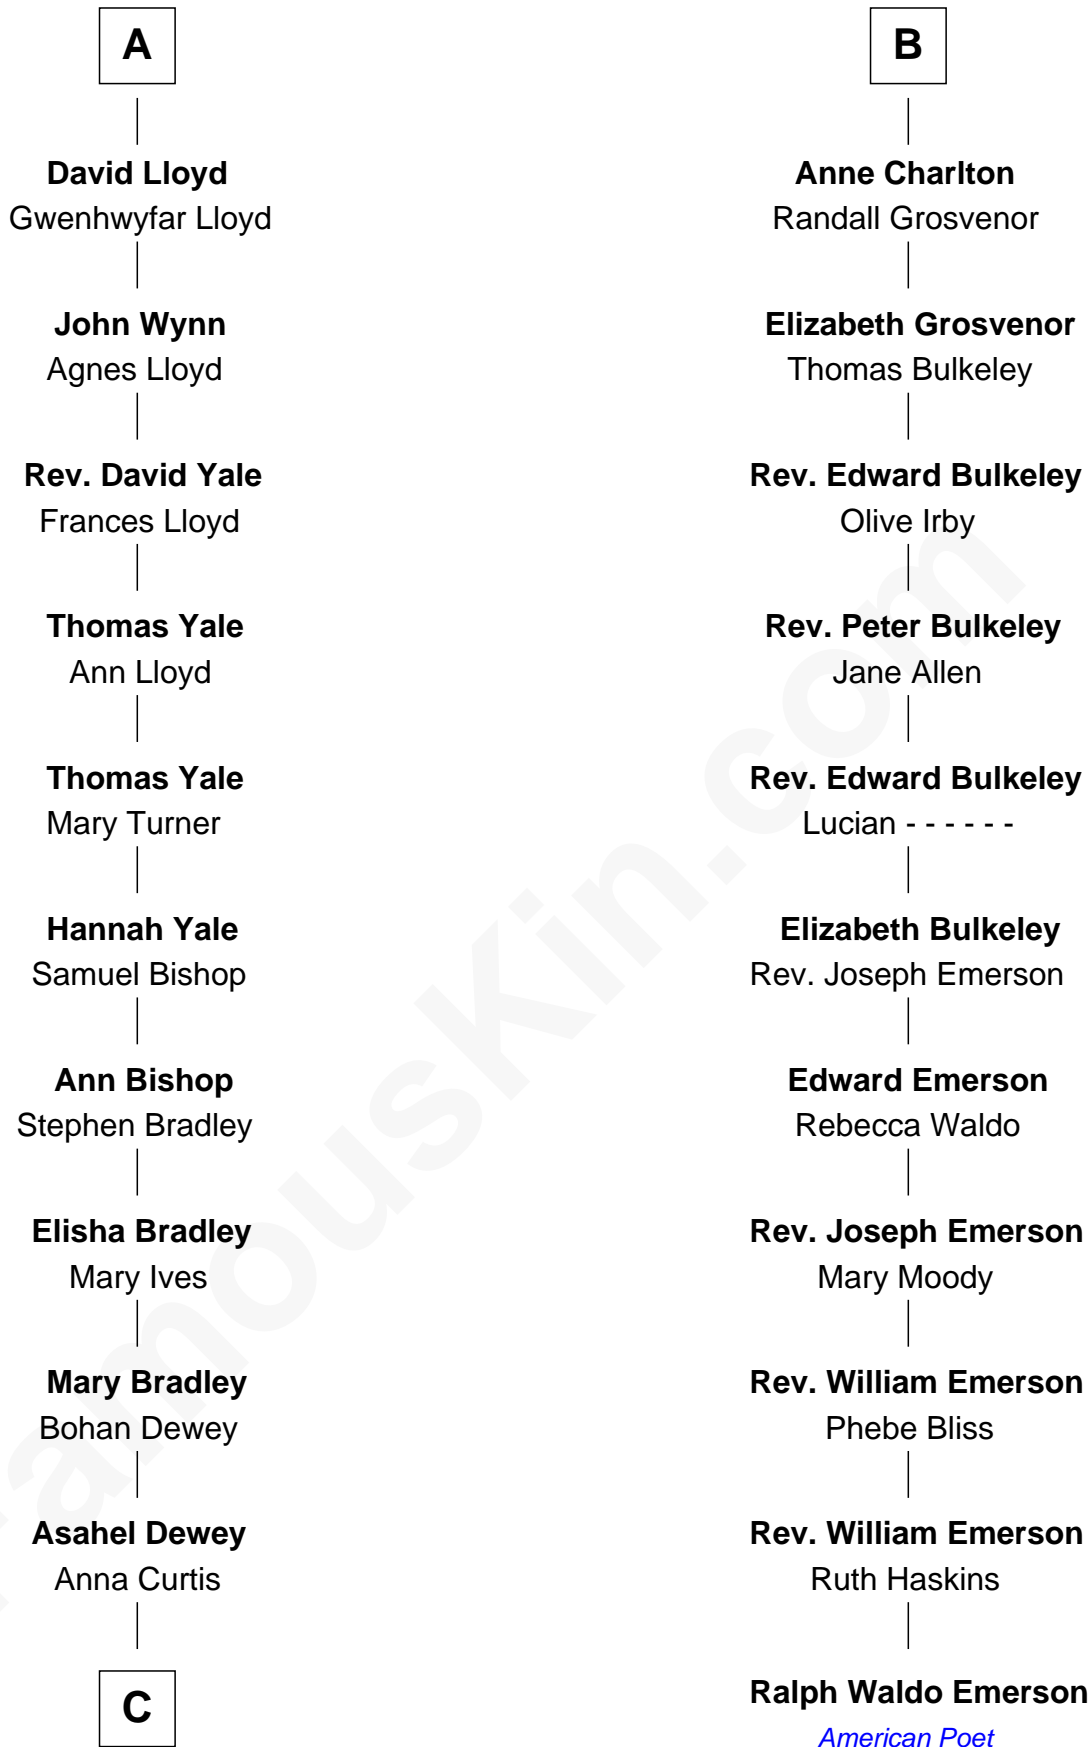 A
David Lloyd
Gwenhwyfar Lloyd
John Wynn
Agnes Lloyd
Rev. David Yale
Frances Lloyd
Thomas Yale
Ann Lloyd
Thomas Yale
Mary Turner
Hannah Yale
Samuel Bishop
Ann Bishop
Stephen Bradley
Elisha Bradley
Mary Ives
Mary Bradley
Bohan Dewey
Asahel Dewey
Anna Curtis
C
B
Anne Charlton
Randall Grosvenor
Elizabeth Grosvenor
Thomas Bulkeley
Rev. Edward Bulkeley
Olive Irby
Rev. Peter Bulkeley
Jane Allen
Rev. Edward Bulkeley
Lucian - - - - - -
Elizabeth Bulkeley
Rev. Joseph Emerson
Edward Emerson
Rebecca Waldo
Rev. Joseph Emerson
Mary Moody
Rev. William Emerson
Phebe Bliss
Rev. William Emerson
Ruth Haskins
Ralph Waldo Emerson
American Poet
FamousKin.com